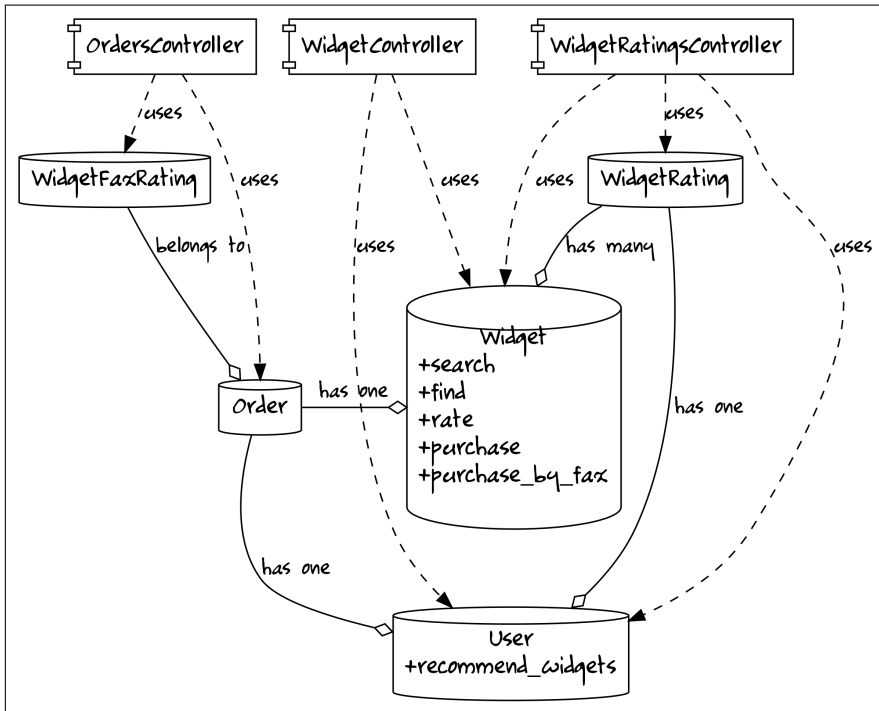 OrdersController
WidgetController
WidgetRatingsController
uses
uses
WidgetFaxRating
uses
uses
uses
WidgetRating
belongs to
uses
has many
uses
Widget
+search
+find
+rate
+purchase
+purchase_by_fax
has one
Order
has one
has one
User
+recommend_widgets